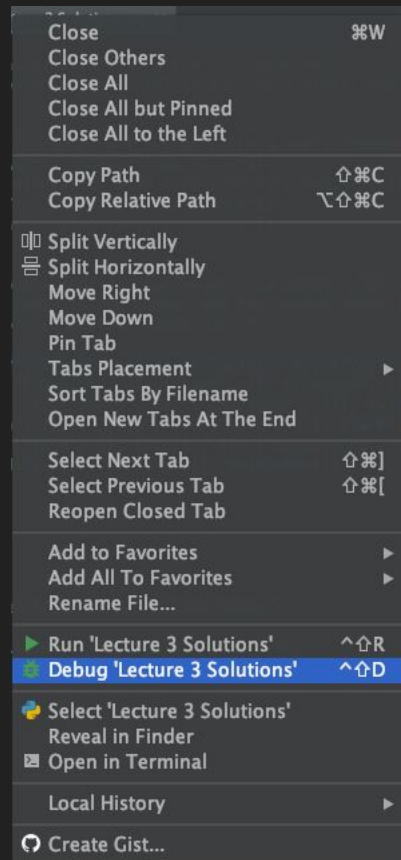 3 Solutions
Close ⌘W
Close Others
Close All
Close All but Pinned
Close All to the Left
Copy Path ⇧⌘C
Copy Relative Path ⌥⇧⌘C
Split Vertically
Split Horizontally
Move Right
Move Down
Pin Tab
Tabs Placement
Sort Tabs By Filename
Open New Tabs At The End
Select Next Tab ⇧⌘]
Select Previous Tab ⇧⌘[
Reopen Closed Tab
Add to Favorites
Add All To Favorites
Rename File...
Run 'Lecture 3 Solutions' ^⇧R
Debug 'Lecture 3 Solutions' ^⇧D
Select 'Lecture 3 Solutions'
Reveal in Finder
Open in Terminal
Local History
Create Gist...